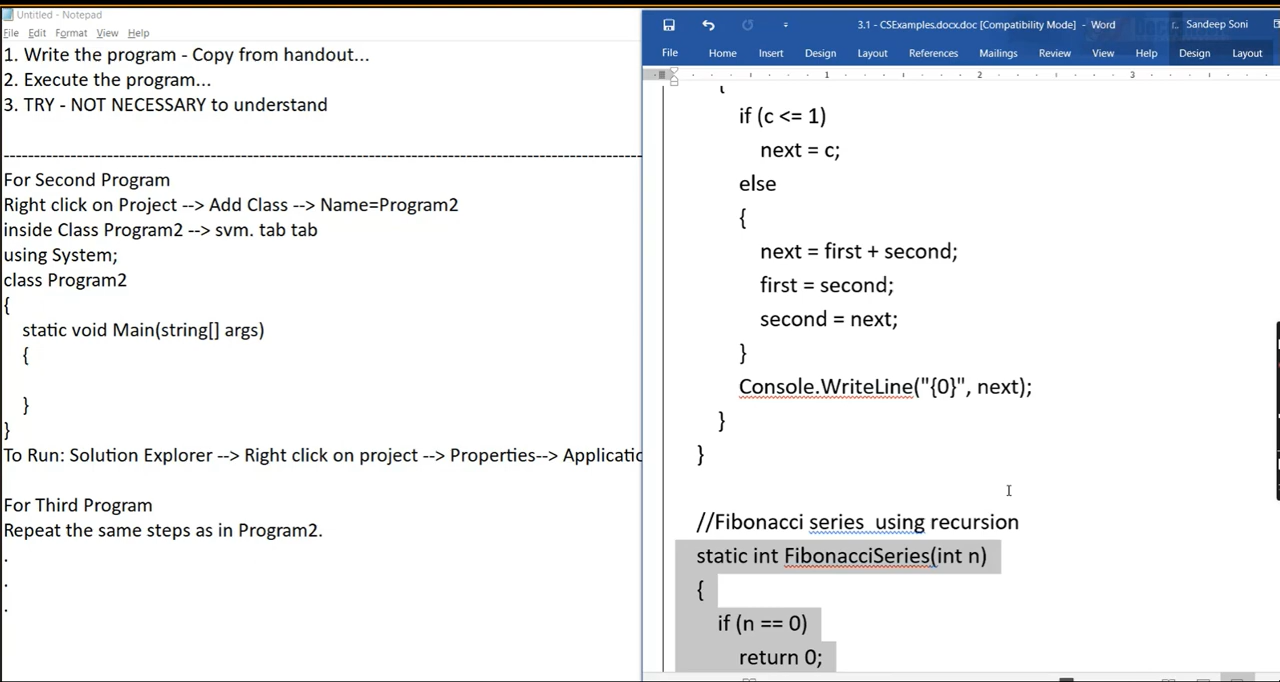 Untitled - Notepad
File Edit Format View Help
1. Write the program - Copy from handout...
2. Execute the program...
3. TRY - NOT NECESSARY to understand
--------------------------------------------------------------------------------------------------------
For Second Program
Right click on Project --> Add Class --> Name=Program2
inside Class Program2 --> svm. tab tab
using System;
class Program2
{
static void Main(string[] args)
{
}
}
To Run: Solution Explorer --> Right click on project --> Properties--> Applicatio
For Third Program
Repeat the same steps as in Program2.
.
.
.
3.1 - CSExamples.docx.doc [Compatibility Mode] - Word
Sandeep Soni
File Home Insert Design Layout References Mailings Review View Help Design Layout
1 2 3
{
if (c <= 1)
next = c;
else
{
next = first + second;
first = second;
second = next;
}
Console.WriteLine("{0}", next);
}
}
//Fibonacci series using recursion
static int FibonacciSeries(int n)
{
if (n == 0)
return 0;